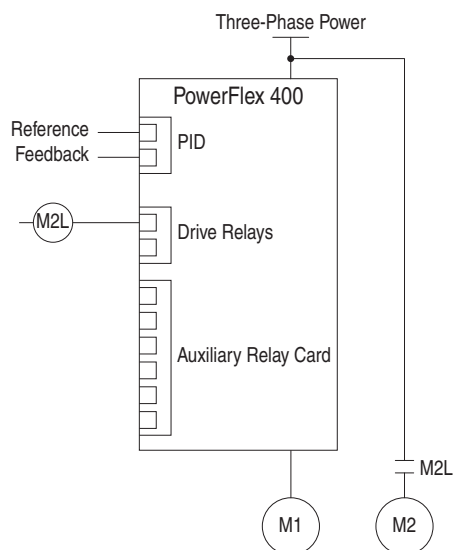 Three-Phase Power
PowerFlex 400
Reference
Feedback
PID
M2L
Drive Relays
Auxiliary Relay Card
M2L
M1
M2